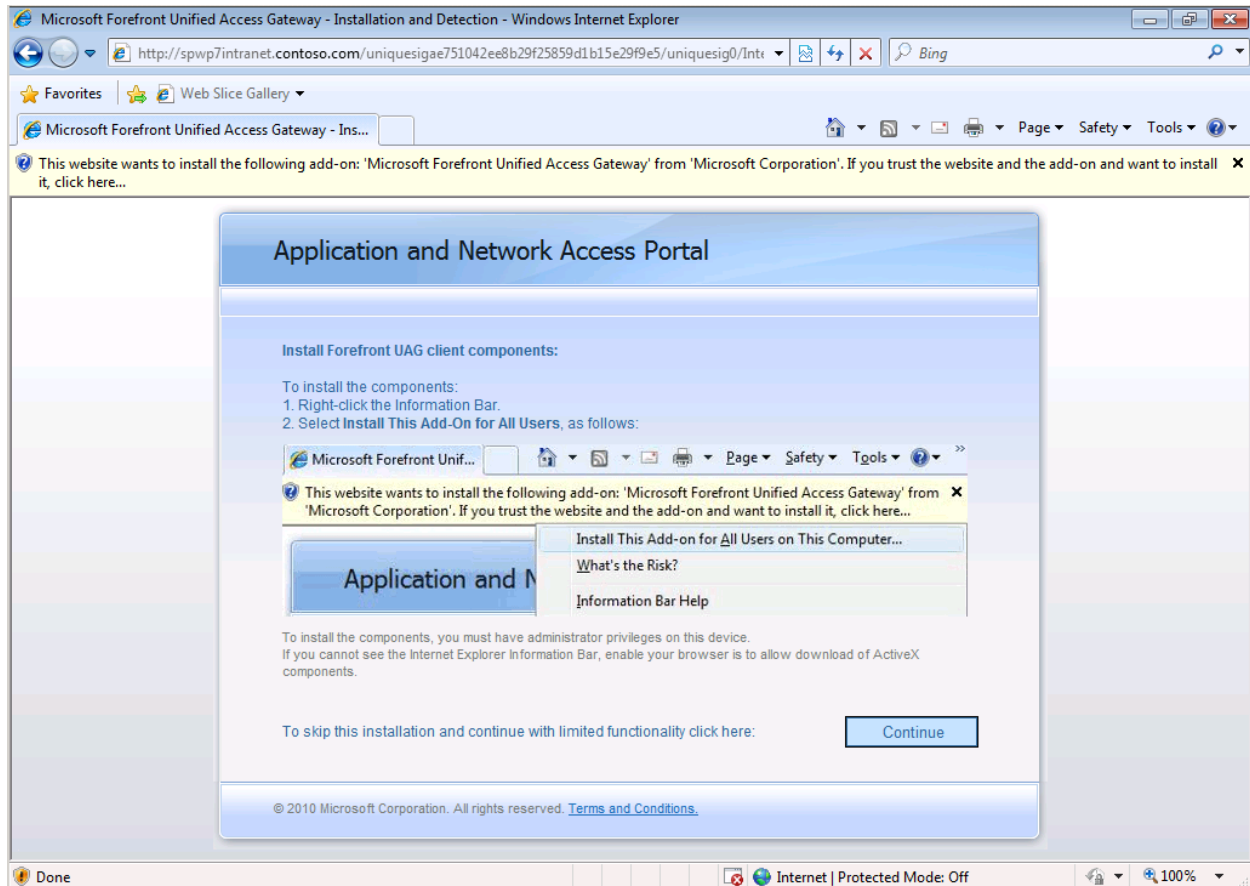 Microsoft Forefront Unified Access Gateway - Installation and Detection - Windows Internet Explorer
http://spwp7intranet.contoso.com/uniquesigae751042ee8b29f25859d1b15e29f9e5/uniquesig0/Inte
Bing
Favorites Web Slice Gallery
Microsoft Forefront Unified Access Gateway - Ins... Page Safety Tools
This website wants to install the following add-on: 'Microsoft Forefront Unified Access Gateway' from 'Microsoft Corporation'. If you trust the website and the add-on and want to install
it, click here...
Application and Network Access Portal
Install Forefront UAG client components:
To install the components:
1. Right-click the Information Bar.
2. Select Install This Add-On for All Users, as follows:
Microsoft Forefront Unif... Page Safety Tools
This website wants to install the following add-on: 'Microsoft Forefront Unified Access Gateway' from
'Microsoft Corporation'. If you trust the website and the add-on and want to install it, click here...
Install This Add-on for All Users on This Computer...
What's the Risk?
Application and N
Information Bar Help
To install the components, you must have administrator privileges on this device.
If you cannot see the Internet Explorer Information Bar, enable your browser is to allow download of ActiveX
components.
To skip this installation and continue with limited functionality click here:
Continue
© 2010 Microsoft Corporation. All rights reserved. Terms and Conditions.
Done Internet | Protected Mode: Off 100%